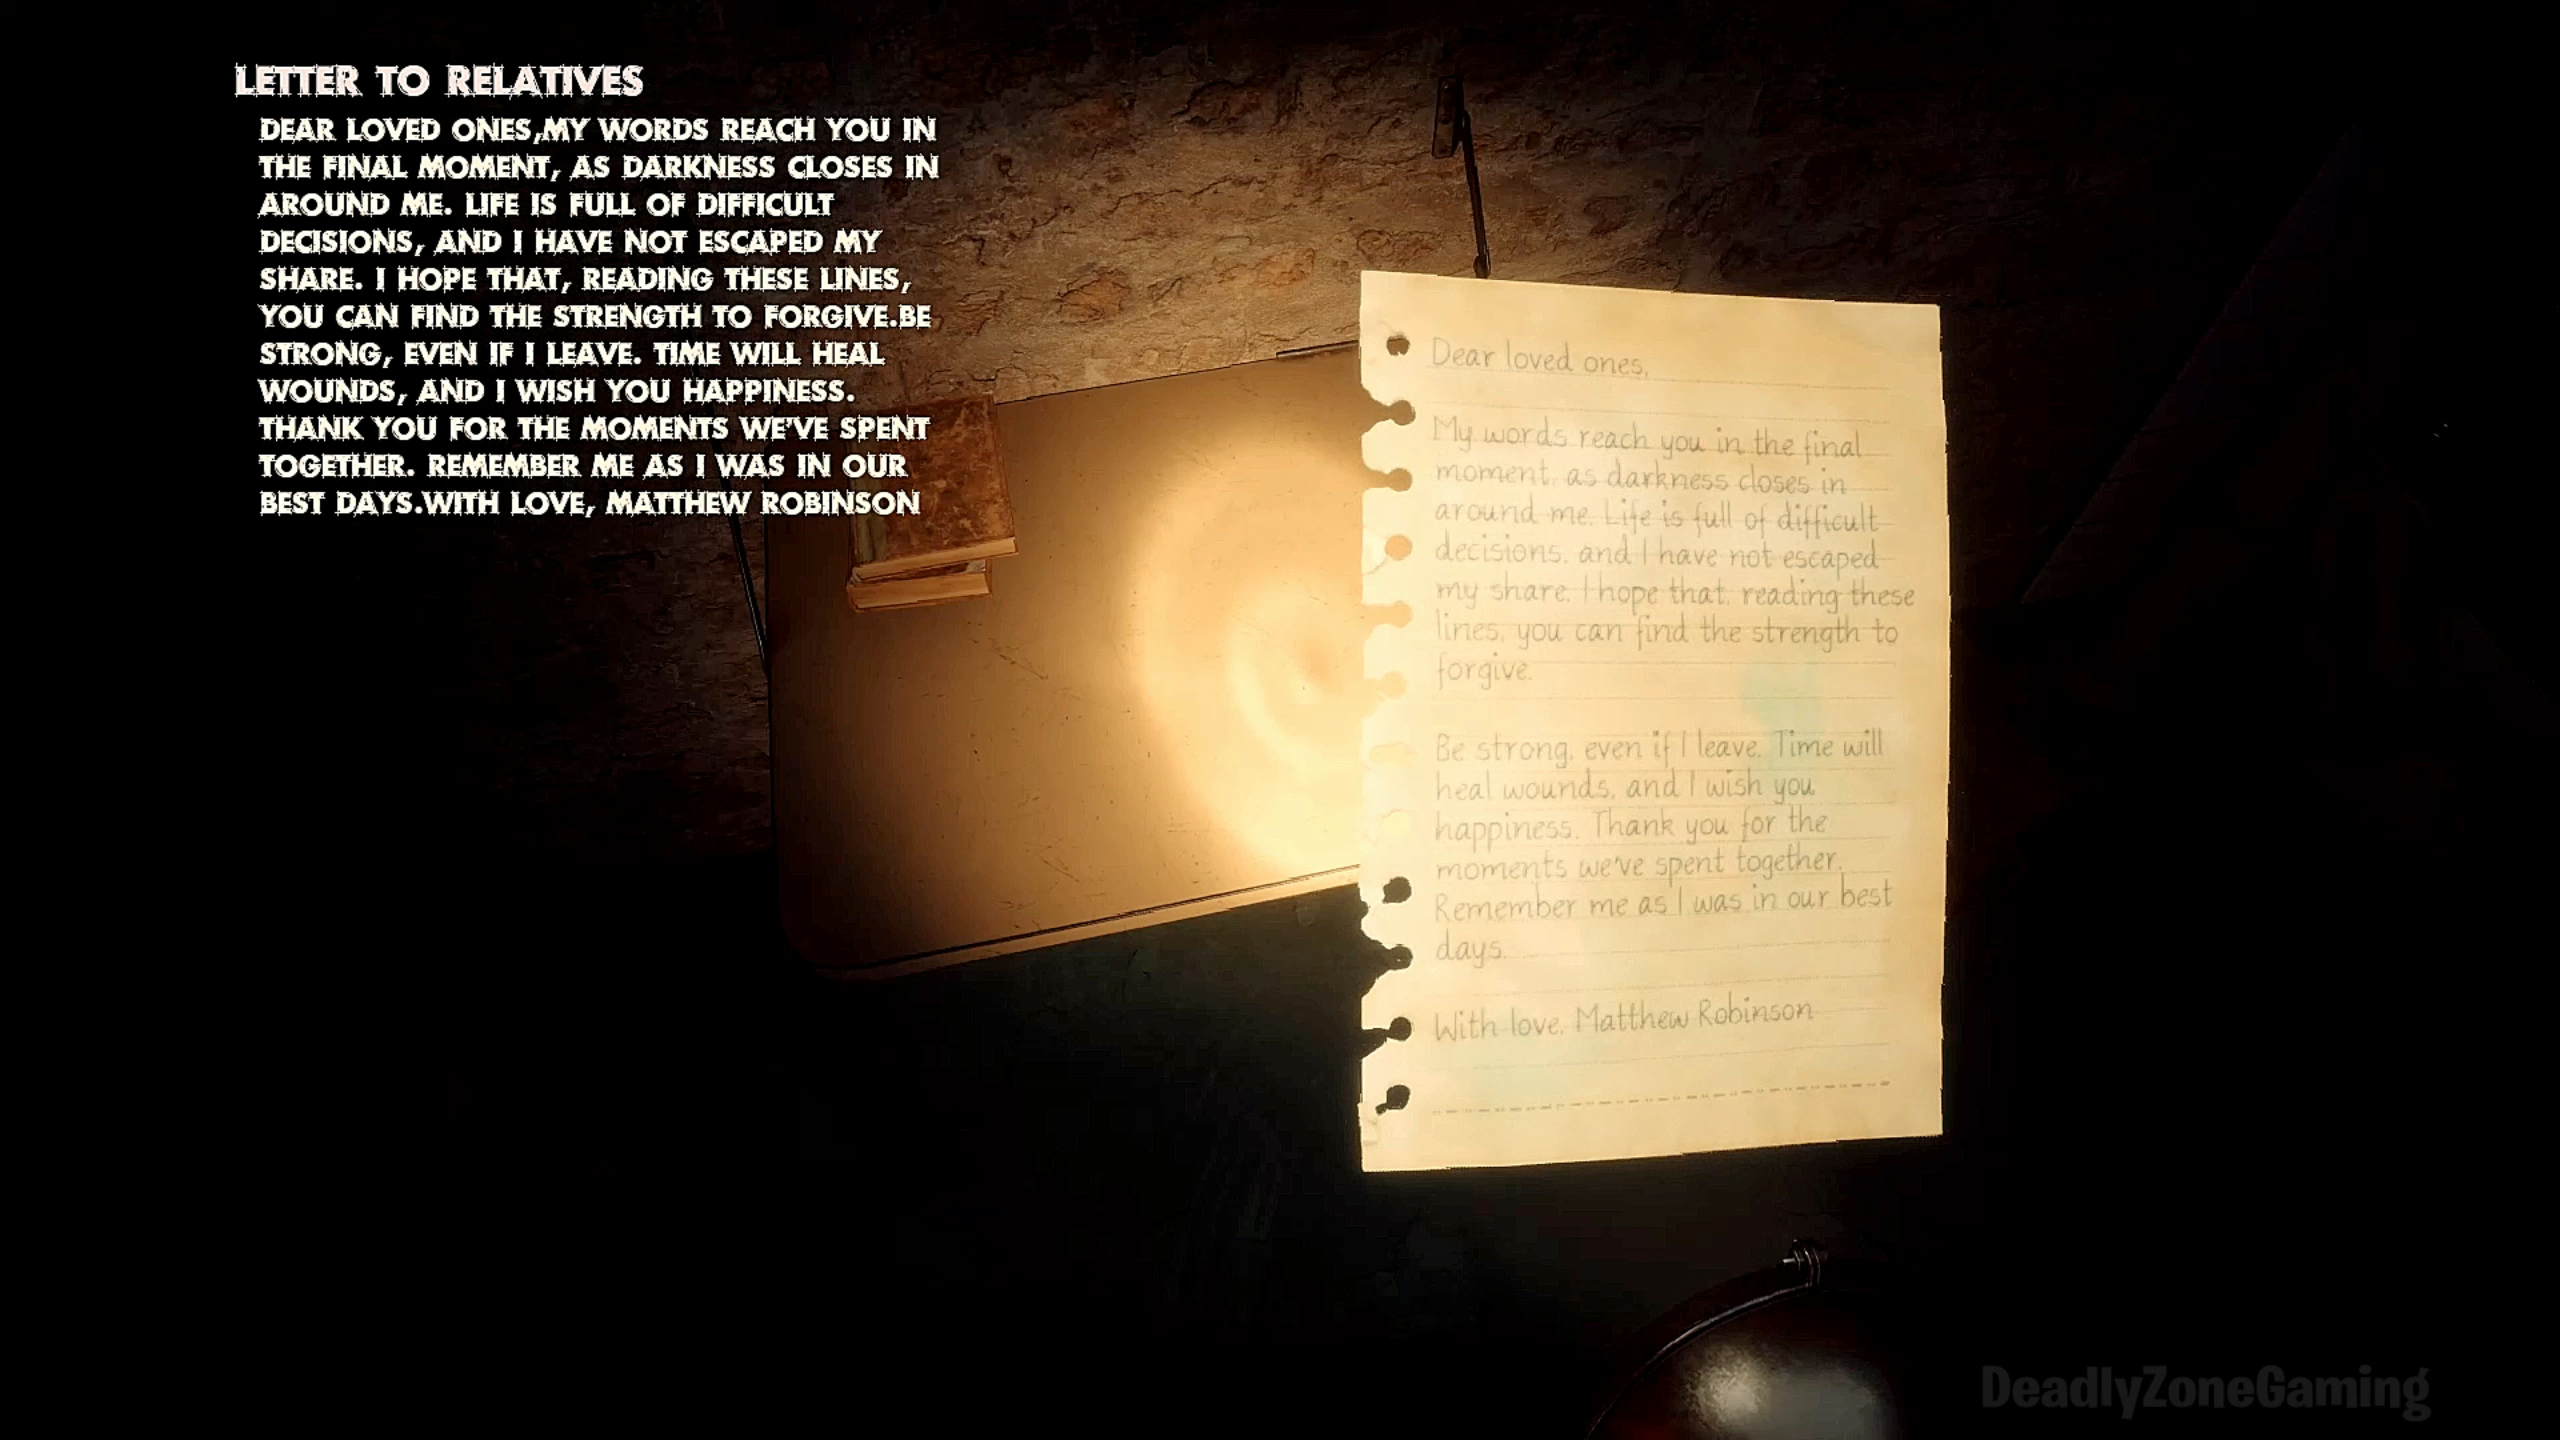 LETTER TO RELATIVES
DEAR LOVED ONES,MY WORDS REACH YOU IN
THE FINAL MOMENT, AS DARKNESS CLOSES IN
AROUND ME. LIFE IS FULL OF DIFFICULT
DECISIONS, AND I HAVE NOT ESCAPED MY
SHARE. I HOPE THAT, READING THESE LINES,
YOU CAN FIND THE STRENGTH TO FORGIVE.BE
STRONG, EVEN IF I LEAVE. TIME WILL HEAL
WOUNDS, AND I WISH YOU HAPPINESS.
THANK YOU FOR THE MOMENTS WE'VE SPENT
TOGETHER. REMEMBER ME AS I WAS IN OUR
BEST DAYS.WITH LOVE, MATTHEW ROBINSON
Dear loved ones,
My words reach you in the final
moment, as darkness closes in
around me. Life is full of difficult
decisions, and I have not escaped
my share. I hope that, reading these
lines, you can find the strength to
forgive.
Be strong, even if I leave. Time will
heal wounds, and I wish you
happiness. Thank you for the
moments we've spent together.
Remember me as I was in our best
days.
With love, Matthew Robinson
DeadlyZoneGaming